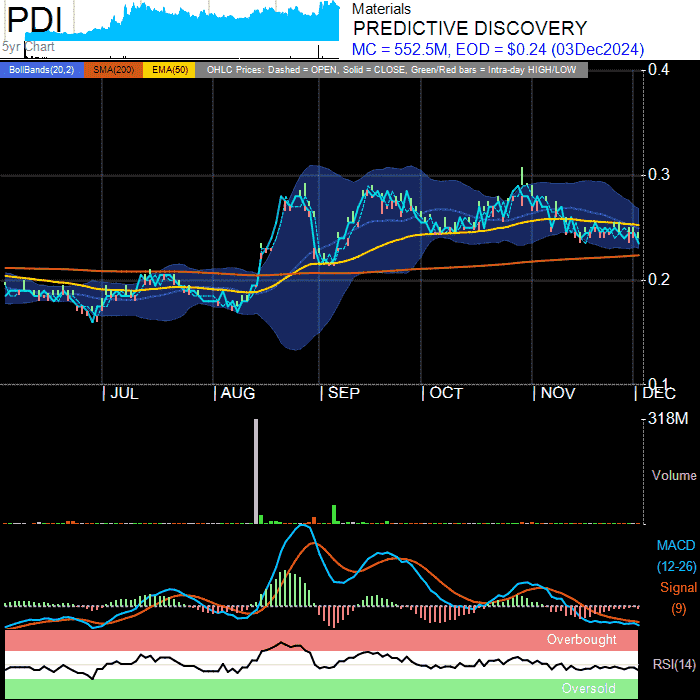 PDI
5yr Chart
Materials
PREDICTIVE DISCOVERY
MC = 552.5M, EOD = $0.24 (03Dec2024)
BollBands(20,2) SMA(200) EMA(50) OHLC Prices: Dashed = OPEN, Solid = CLOSE, Green/Red bars = Intra-day HIGH/LOW
0.4
0.3
0.2
0.1
JUL AUG SEP OCT NOV DEC
318M
Volume
MACD
(12-26)
Signal
(9)
Overbought
RSI(14)
Oversold